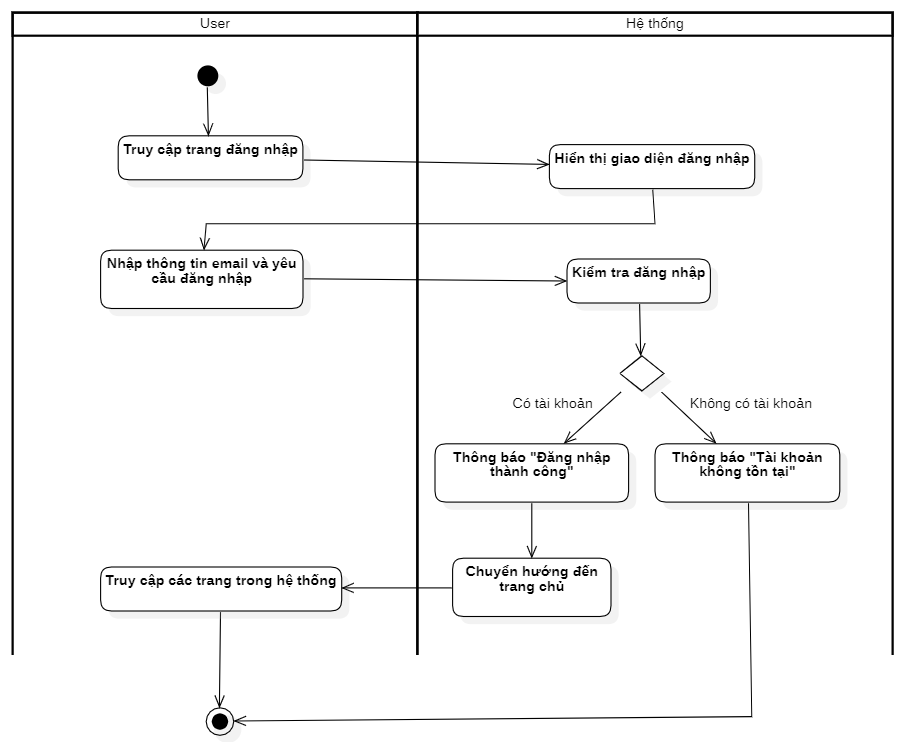 User
Hệ thống
Truy cập trang đăng nhập
Hiển thị giao diện đăng nhập
Nhập thông tin email và yêu
cầu đăng nhập
Kiểm tra đăng nhập
Có tài khoản
Không có tài khoản
Thông báo "Đăng nhập
thành công"
Thông báo "Tài khoản
không tồn tại"
Chuyển hướng đến
trang chủ
Truy cập các trang trong hệ thống